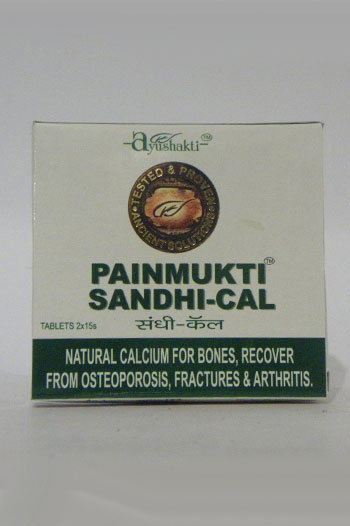 ayushakti™
TESTED & PROVEN
ANCIENT SOLUTIONS
PAINMUKTI™
SANDHI-CAL
TABLETS 2x15s
संधी-कॅल
NATURAL CALCIUM FOR BONES, RECOVER
FROM OSTEOPOROSIS, FRACTURES & ARTHRITIS.